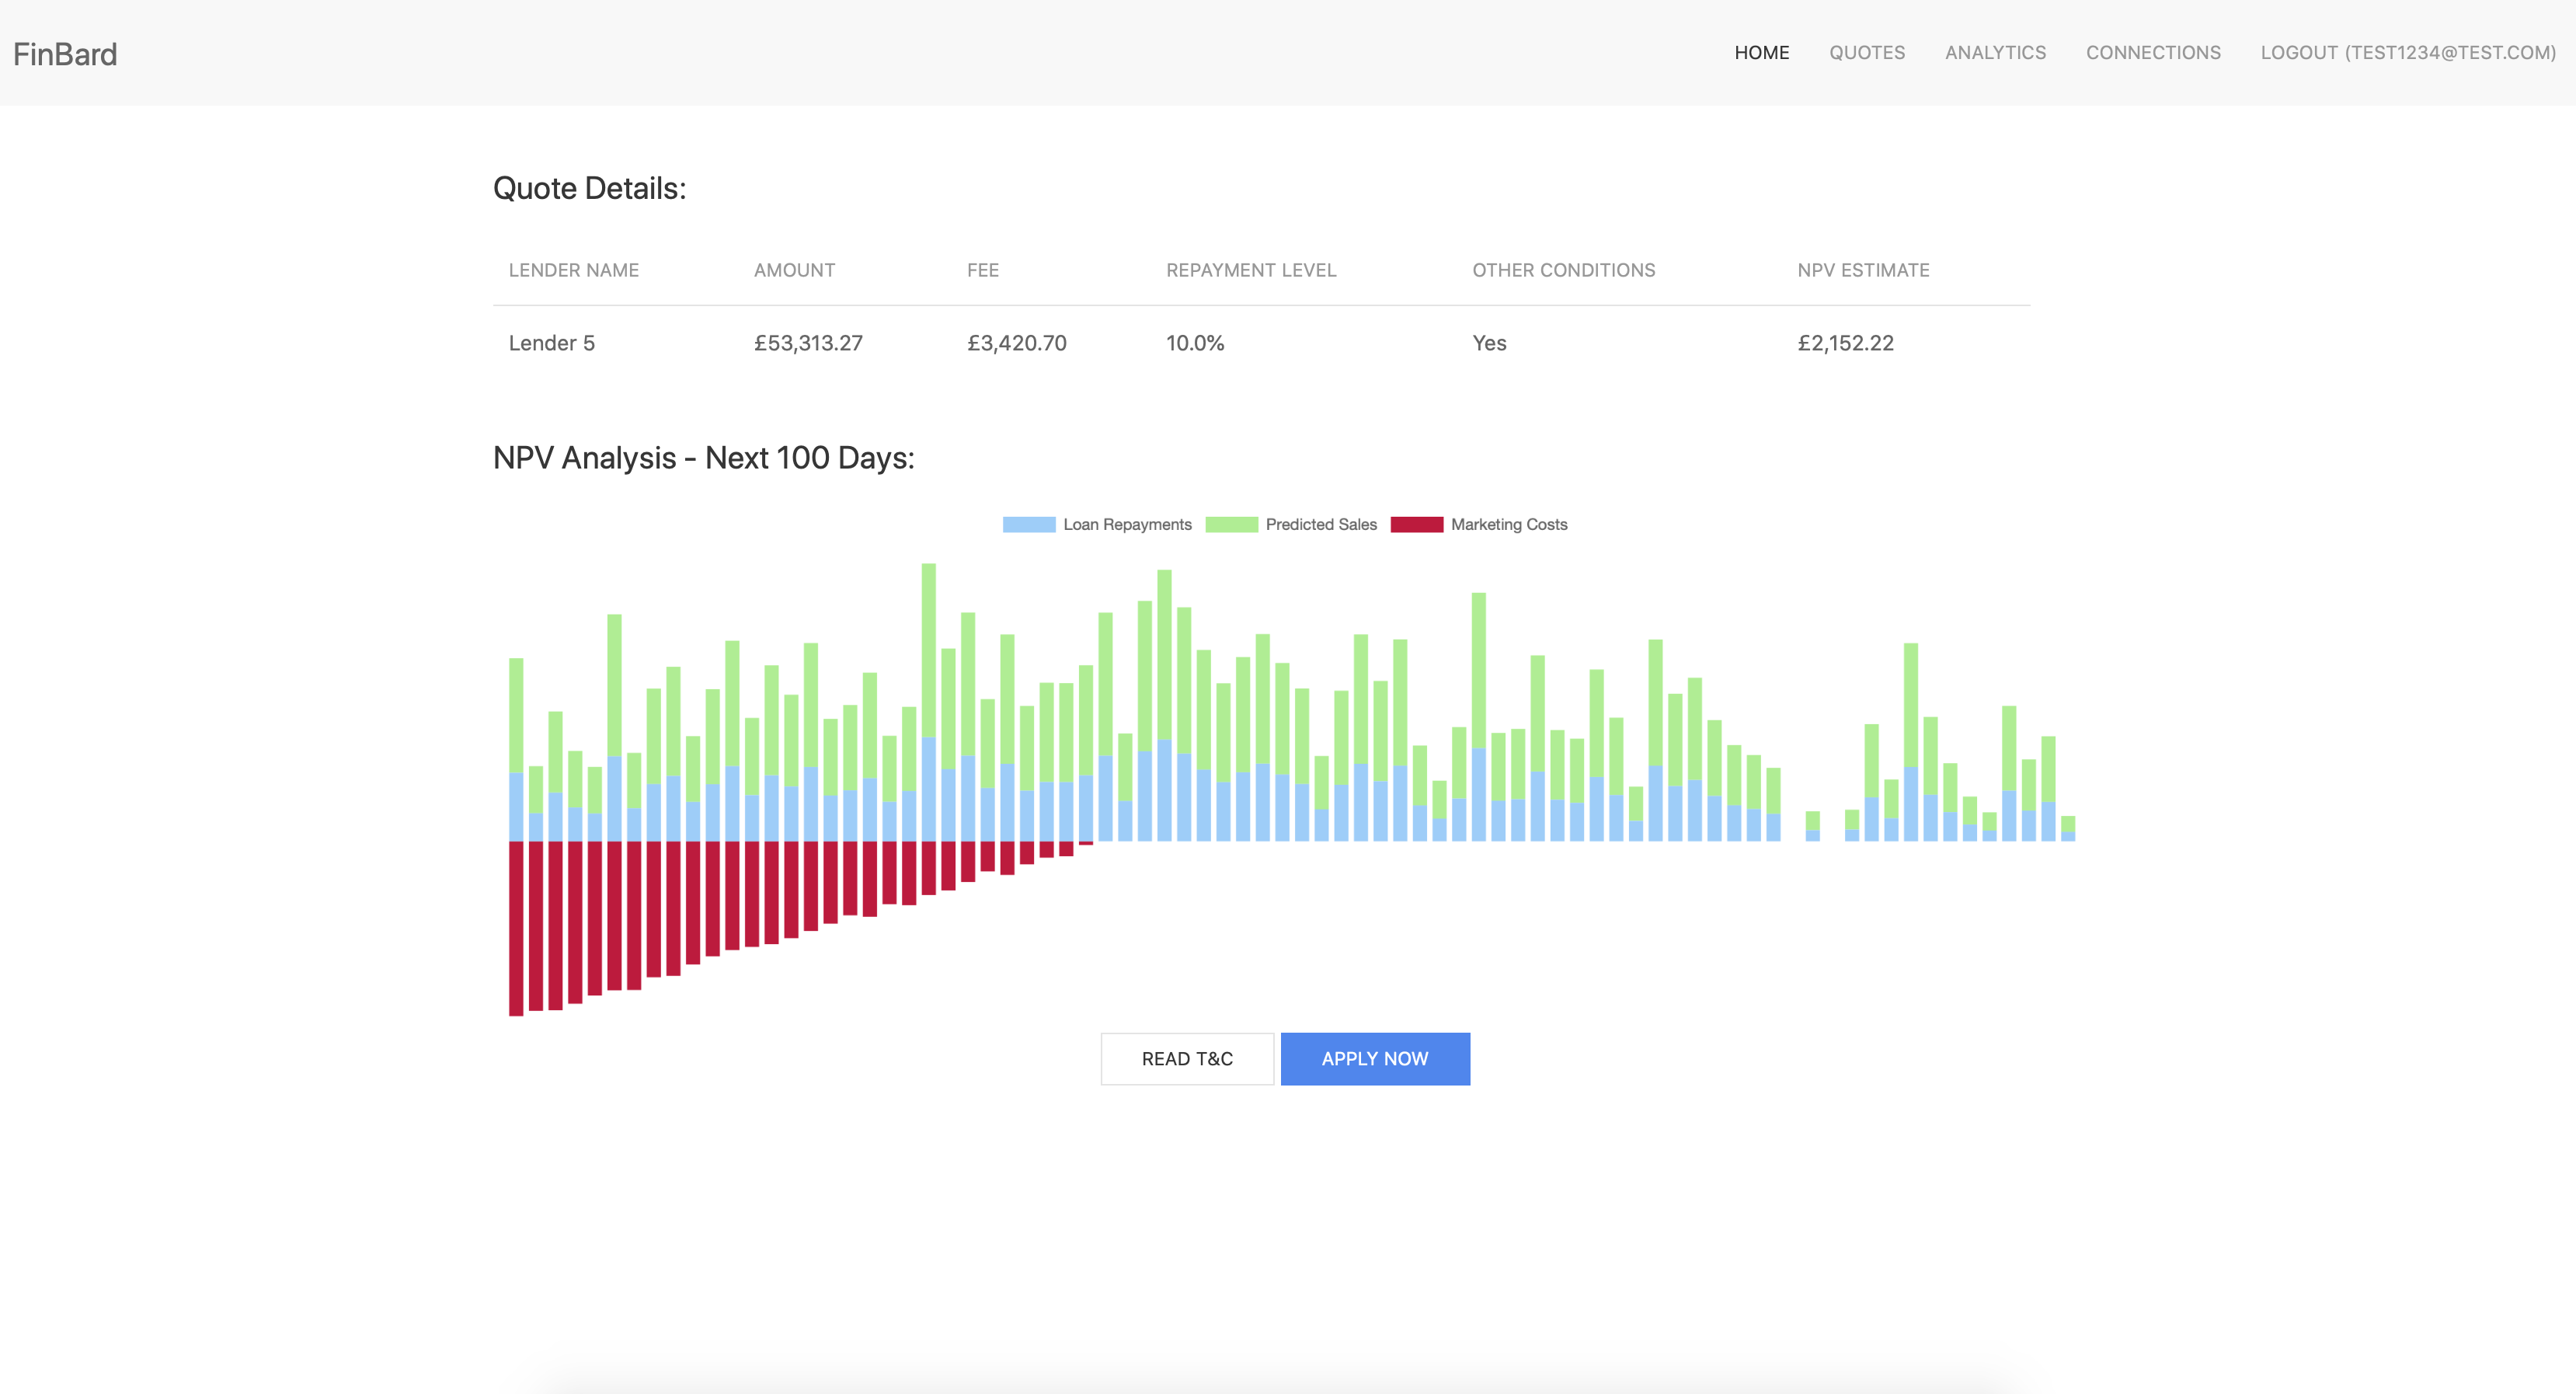 FinBard
HOME QUOTES ANALYTICS CONNECTIONS LOGOUT (TEST1234@TEST.COM)
Quote Details:
LENDER NAME AMOUNT FEE REPAYMENT LEVEL OTHER CONDITIONS NPV ESTIMATE
Lender 5 £53,313.27 £3,420.70 10.0% Yes £2,152.22
NPV Analysis - Next 100 Days:
Loan Repayments Predicted Sales Marketing Costs
READ T&C APPLY NOW